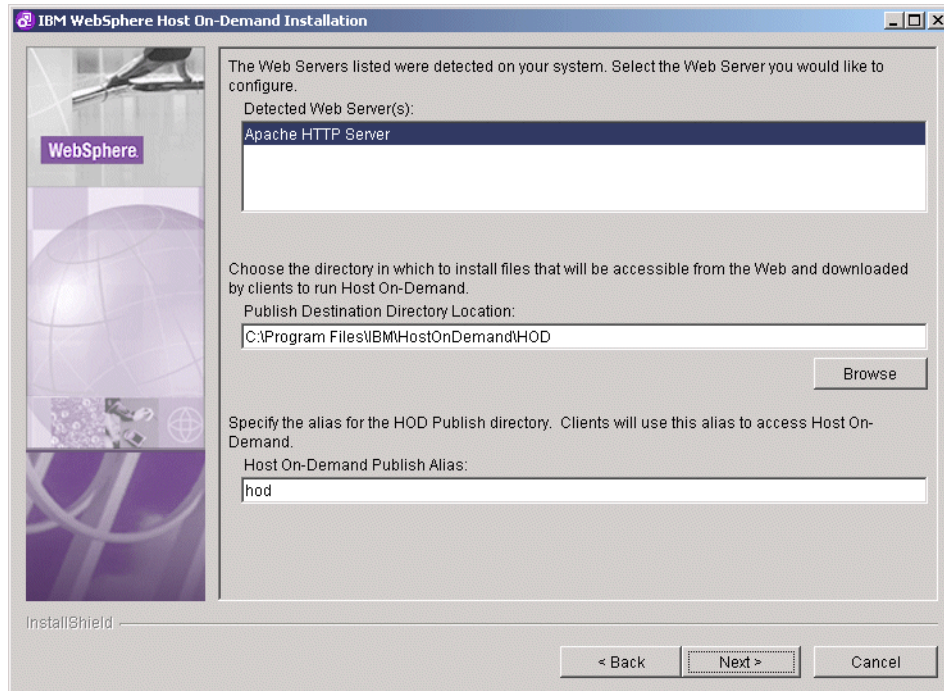 IBM WebSphere Host On-Demand Installation
WebSphere.
The Web Servers listed were detected on your system. Select the Web Server you would like to
configure.
Detected Web Server(s):
Apache HTTP Server
Choose the directory in which to install files that will be accessible from the Web and downloaded
by clients to run Host On-Demand.
Publish Destination Directory Location:
C:\Program Files\IBM\HostOnDemand\HOD
Browse
Specify the alias for the HOD Publish directory.  Clients will use this alias to access Host On-
Demand.
Host On-Demand Publish Alias:
hod
InstallShield
< Back
Next >
Cancel